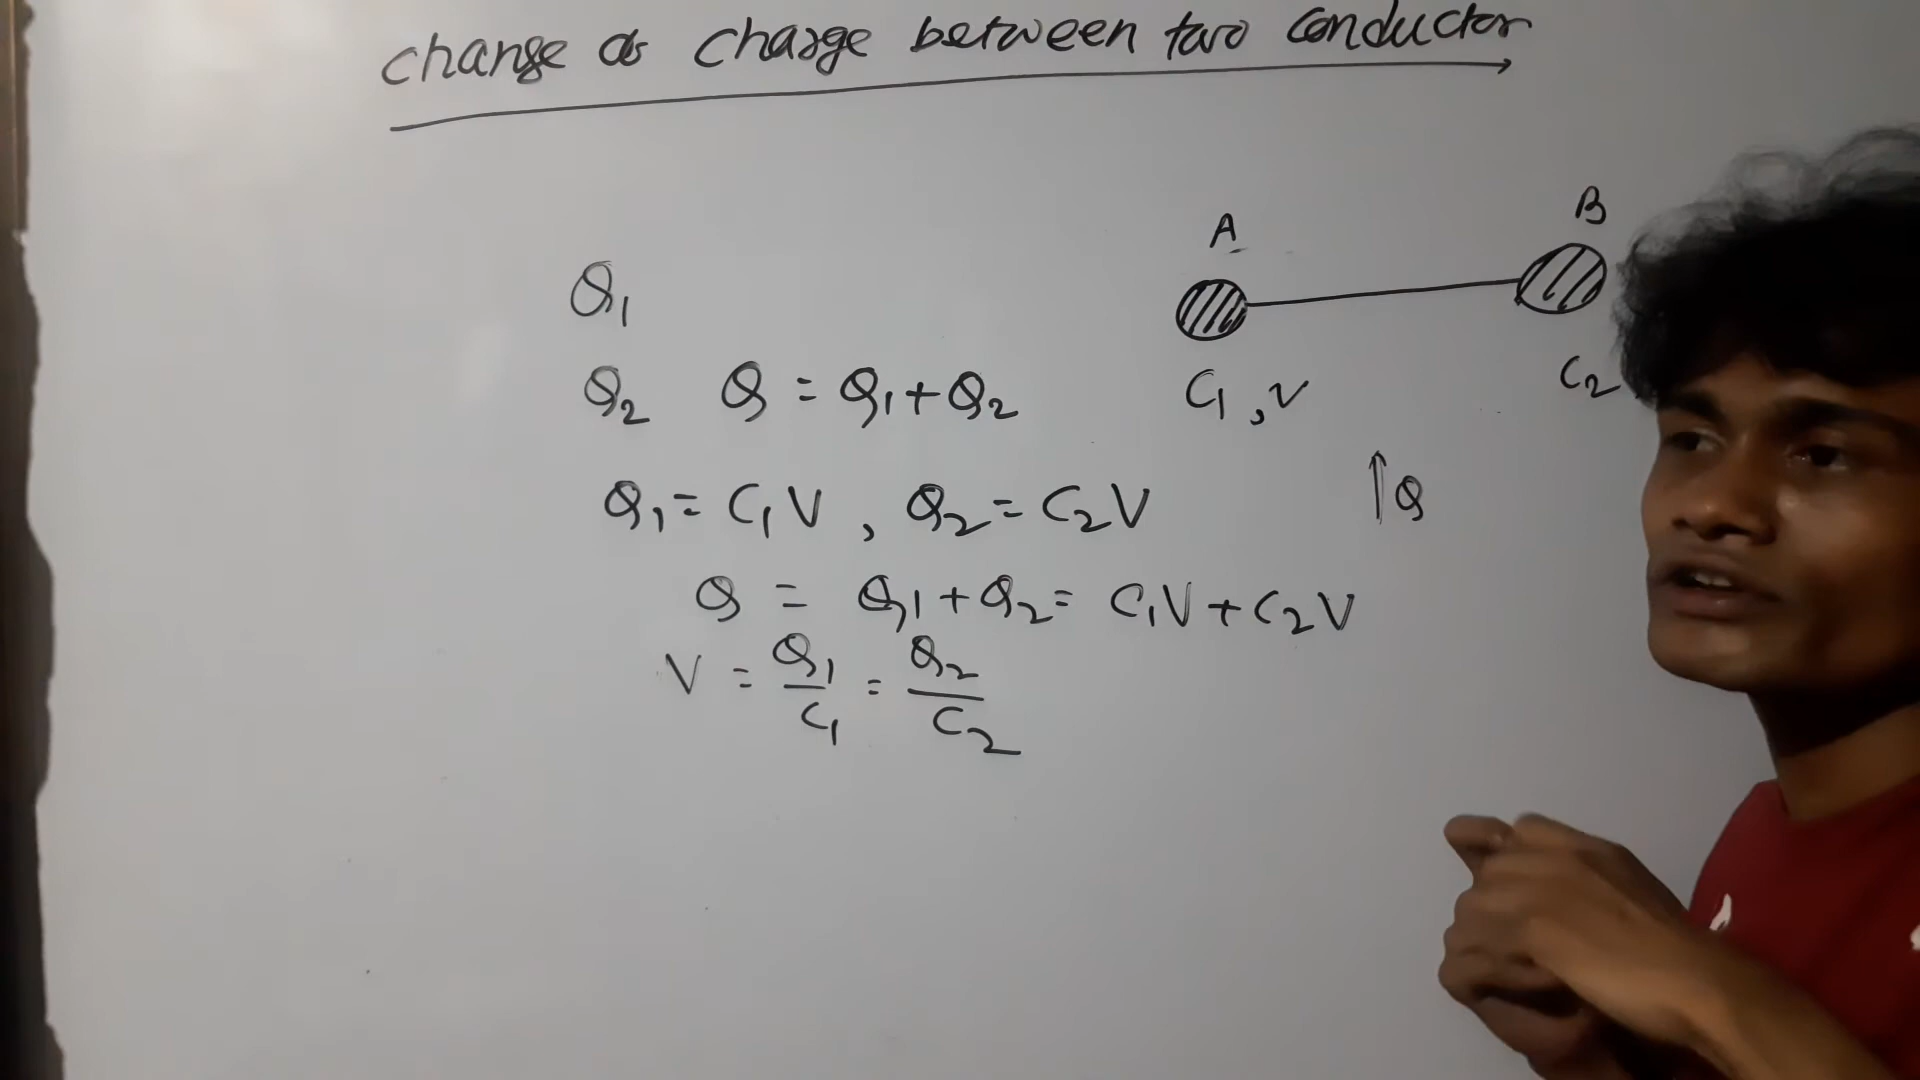 change as charge between two conductor
A
B
Q₁
C₁, V
C₂
Q₂ Q = Q₁+Q₂
Q₁ = C₁V, Q₂ = C₂V
↑Q
Q = Q₁+Q₂ = C₁V+C₂V
V = Q₁/C₁ = Q₂/C₂